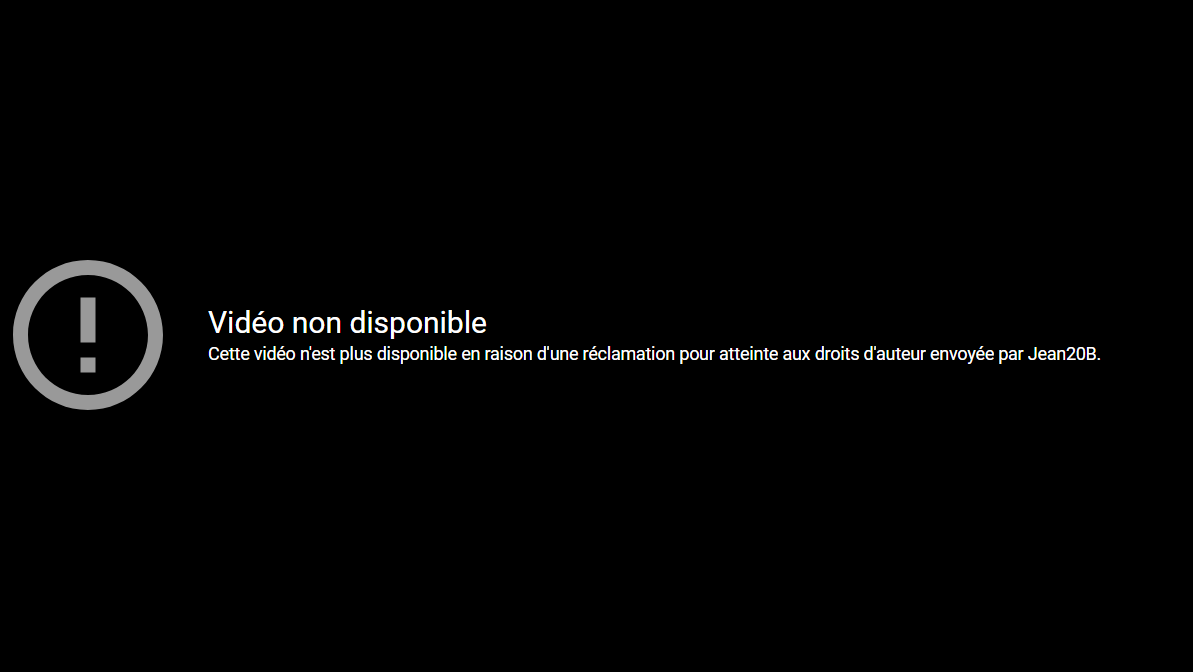 Vidéo non disponible
Cette vidéo n'est plus disponible en raison d'une réclamation pour atteinte aux droits d'auteur envoyée par Jean20B.